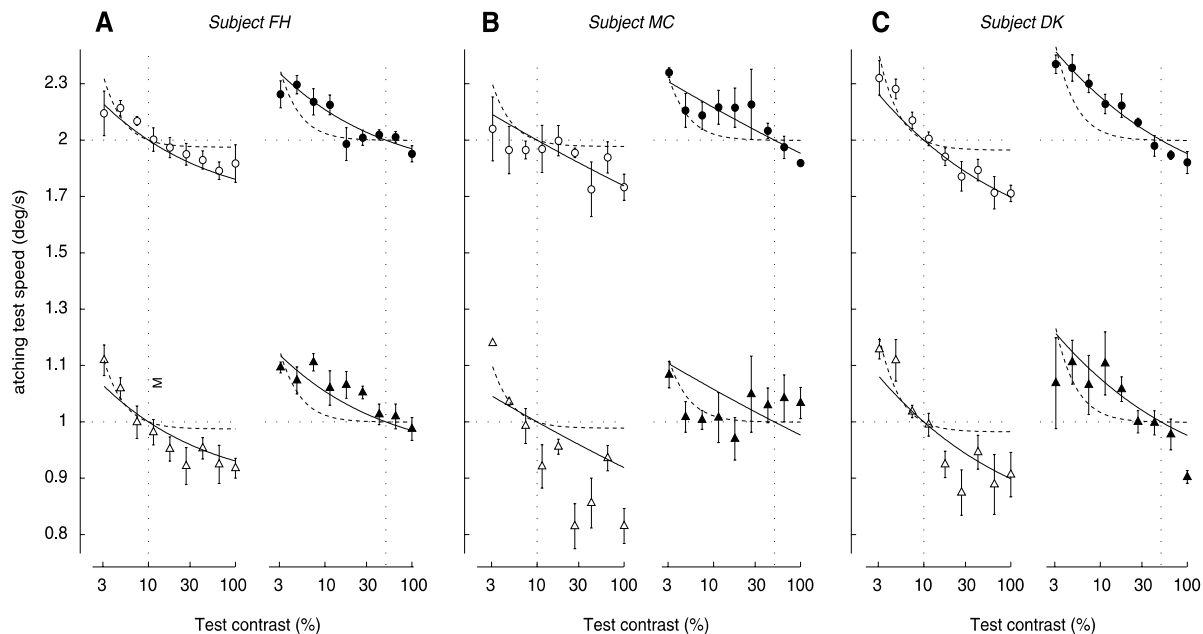 A Subject FH
B Subject MC
C Subject DK
atching test speed (deg/s)
2.3
2
1.7
1.5
1.3
1.1
1
0.9
0.8
M
3 10 30 100 3 10 30 100
3 10 30 100 3 10 30 100
3 10 30 100 3 10 30 100
Test contrast (%)
Test contrast (%)
Test contrast (%)